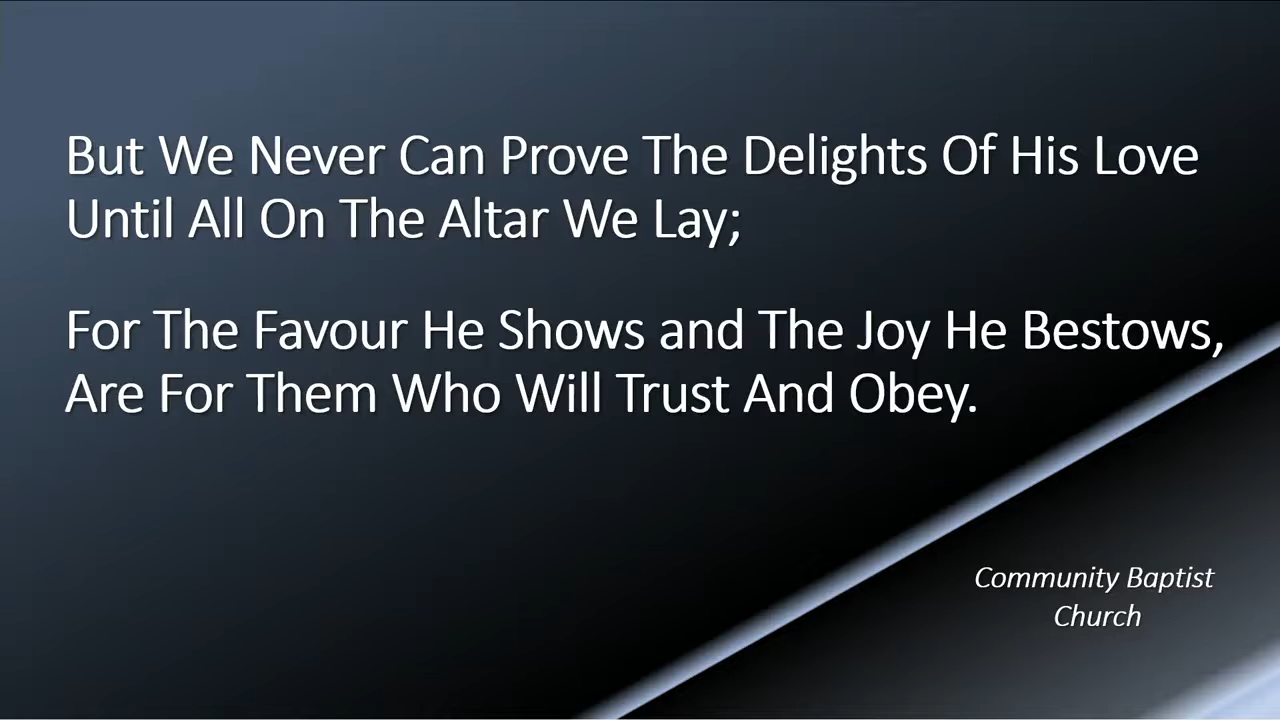 But We Never Can Prove The Delights Of His Love
Until All On The Altar We Lay;
For The Favour He Shows and The Joy He Bestows,
Are For Them Who Will Trust And Obey.
Community Baptist
Church